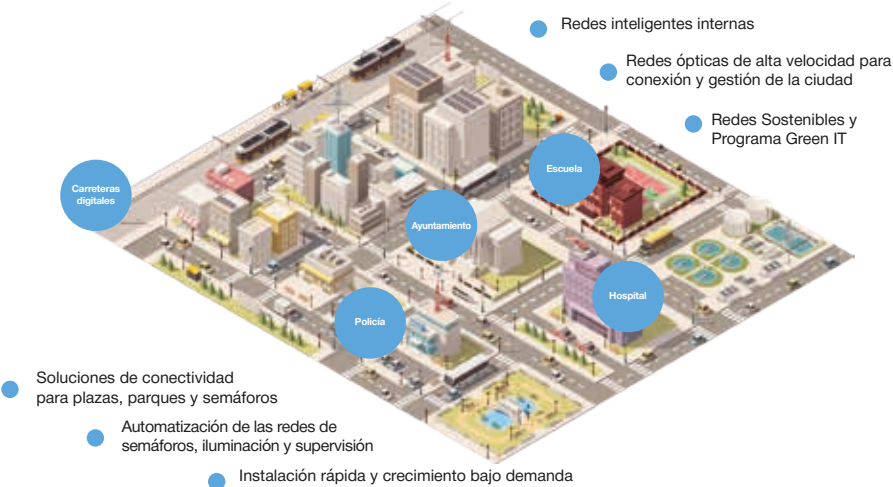 Redes inteligentes internas
Redes ópticas de alta velocidad para
conexión y gestión de la ciudad
Redes Sostenibles y
Programa Green IT
Escuela
Carreteras
digitales
Ayuntamiento
Hospital
Policía
Soluciones de conectividad
para plazas, parques y semáforos
Automatización de las redes de
semáforos, iluminación y supervisión
Instalación rápida y crecimiento bajo demanda